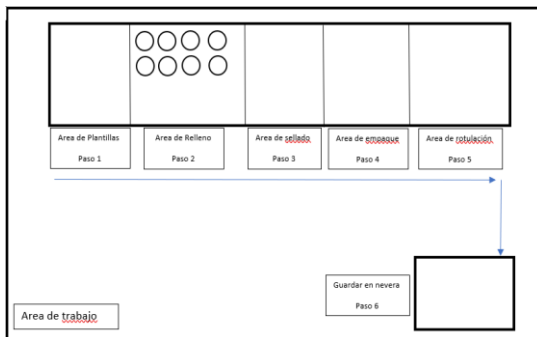 Area de Plantillas
Paso 1
Area de Relleno
Paso 2
Area de sellado
Paso 3
Area de empaque
Paso 4
Area de rotulación
Paso 5
Guardar en nevera
Paso 6
Area de trabajo